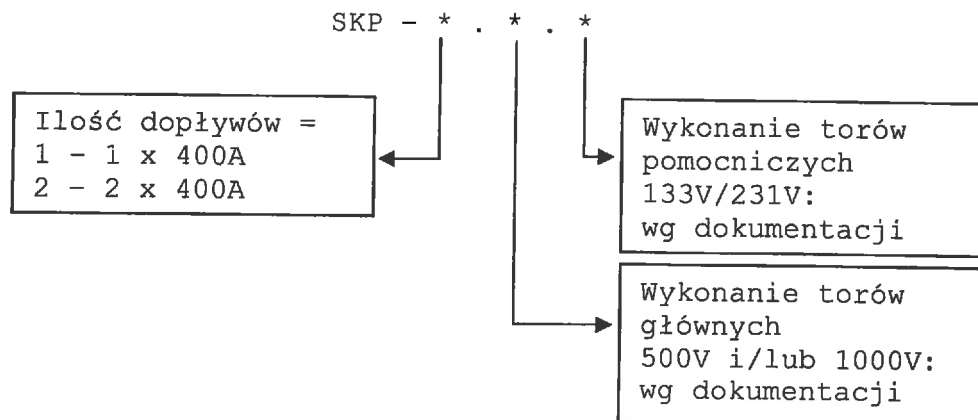 SKP - * . * . *
Ilość dopływów =
1 - 1 x 400A
2 - 2 x 400A
Wykonanie torów
pomocniczych
133V/231V:
wg dokumentacji
Wykonanie torów
głównych
500V i/lub 1000V:
wg dokumentacji